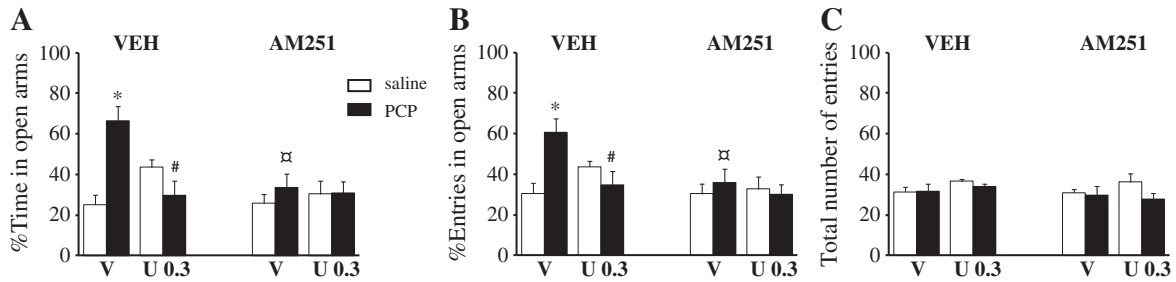 A
VEH AM251
%Time in open arms
100
80
60
40
20
0
saline
PCP
*
#
¤
V U 0.3 V U 0.3
B
VEH AM251
%Entries in open arms
100
80
60
40
20
0
*
#
¤
V U 0.3 V U 0.3
C
VEH AM251
Total number of entries
100
80
60
40
20
0
V U 0.3 V U 0.3